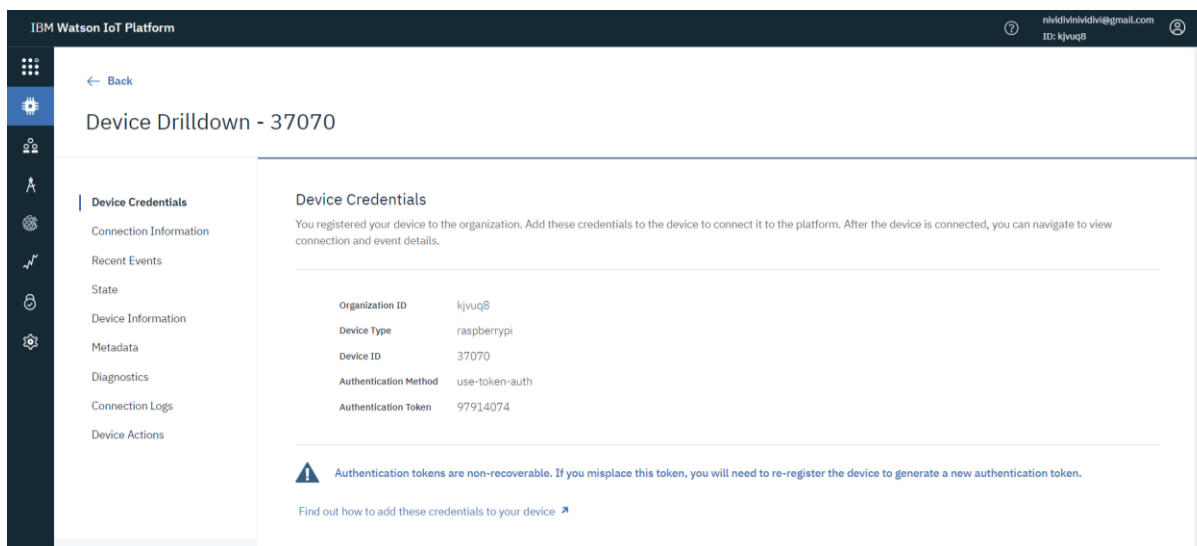 IBM Watson IoT Platform
nividivinividivi@gmail.com
ID: kjvuq8
← Back
Device Drilldown - 37070
Device Credentials
Connection Information
Recent Events
State
Device Information
Metadata
Diagnostics
Connection Logs
Device Actions
Device Credentials
You registered your device to the organization. Add these credentials to the device to connect it to the platform. After the device is connected, you can navigate to view
connection and event details.
Organization ID kjvuq8
Device Type raspberrypi
Device ID 37070
Authentication Method use-token-auth
Authentication Token 97914074
Authentication tokens are non-recoverable. If you misplace this token, you will need to re-register the device to generate a new authentication token.
Find out how to add these credentials to your device